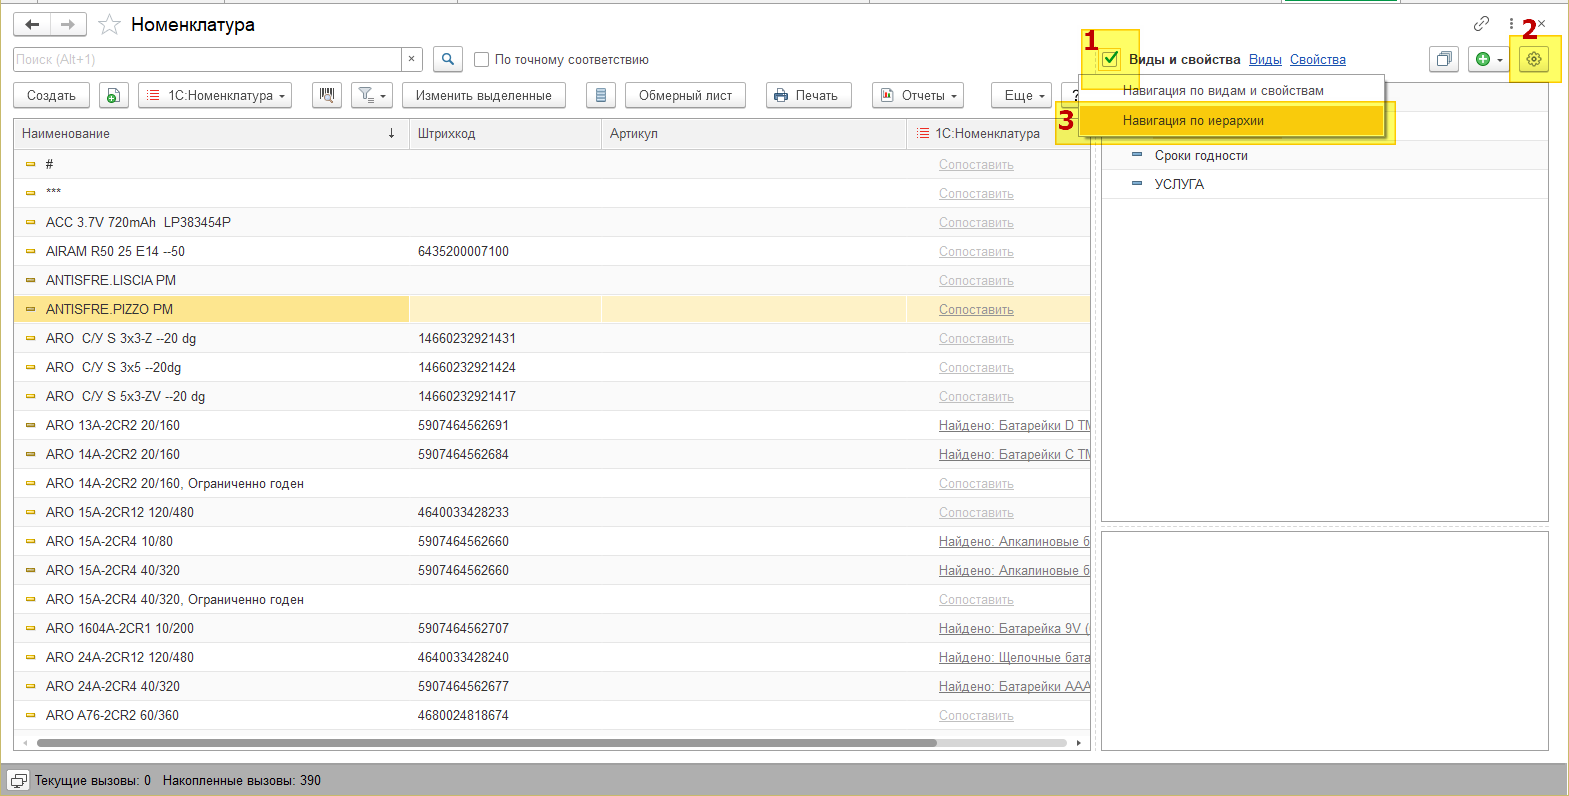 Номенклатура
2
Поиск (Alt+1)
По точному соответствию
1
Виды и свойства Виды Свойства
Создать 1С:Номенклатура Изменить выделенные Обмерный лист Печать Отчеты Еще ?
Навигация по видам и свойствам
3 Навигация по иерархии
Наименование Штрихкод Артикул 1С:Номенклатура
Сроки годности
УСЛУГА
# Сопоставить
*** Сопоставить
ACC 3.7V 720mAh LP383454P Сопоставить
AIRAM R50 25 E14 --50 6435200007100 Сопоставить
ANTISFRE.LISCIA PM Сопоставить
ANTISFRE.PIZZO PM Сопоставить
ARO С/У S 3x3-Z --20 dg 14660232921431 Сопоставить
ARO С/У S 3x5 --20dg 14660232921424 Сопоставить
ARO С/У S 5x3-ZV --20 dg 14660232921417 Сопоставить
ARO 13A-2CR2 20/160 5907464562691 Найдено: Батарейки D TM
ARO 14A-2CR2 20/160 5907464562684 Найдено: Батарейки C TM
ARO 14A-2CR2 20/160, Ограниченно годен Сопоставить
ARO 15A-2CR12 120/480 4640033428233 Сопоставить
ARO 15A-2CR4 10/80 5907464562660 Найдено: Алкалиновые б
ARO 15A-2CR4 40/320 5907464562660 Найдено: Алкалиновые б
ARO 15A-2CR4 40/320, Ограниченно годен Сопоставить
ARO 1604A-2CR1 10/200 5907464562707 Найдено: Батарейка 9V (
ARO 24A-2CR12 120/480 4640033428240 Найдено: Щелочные бата
ARO 24A-2CR4 40/320 5907464562677 Найдено: Батарейки AAA
ARO A76-2CR2 60/360 4680024818674 Сопоставить
Текущие вызовы: 0 Накопленные вызовы: 390